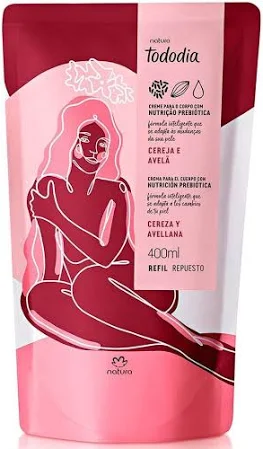 natura
Tododia
CREME PARA O CORPO COM
NUTRIÇÃO PREBIÓTICA
fórmula inteligente que
se adapta às mudanças
da sua pele
CEREJA E
AVELÃ
CREMA PARA EL CUERPO CON
NUTRICIÓN PREBIÓTICA
fórmula inteligente que
se adapta a los cambios
de tu piel
CEREZA Y
AVELLANA
400ml
REFIL REPUESTO
natura